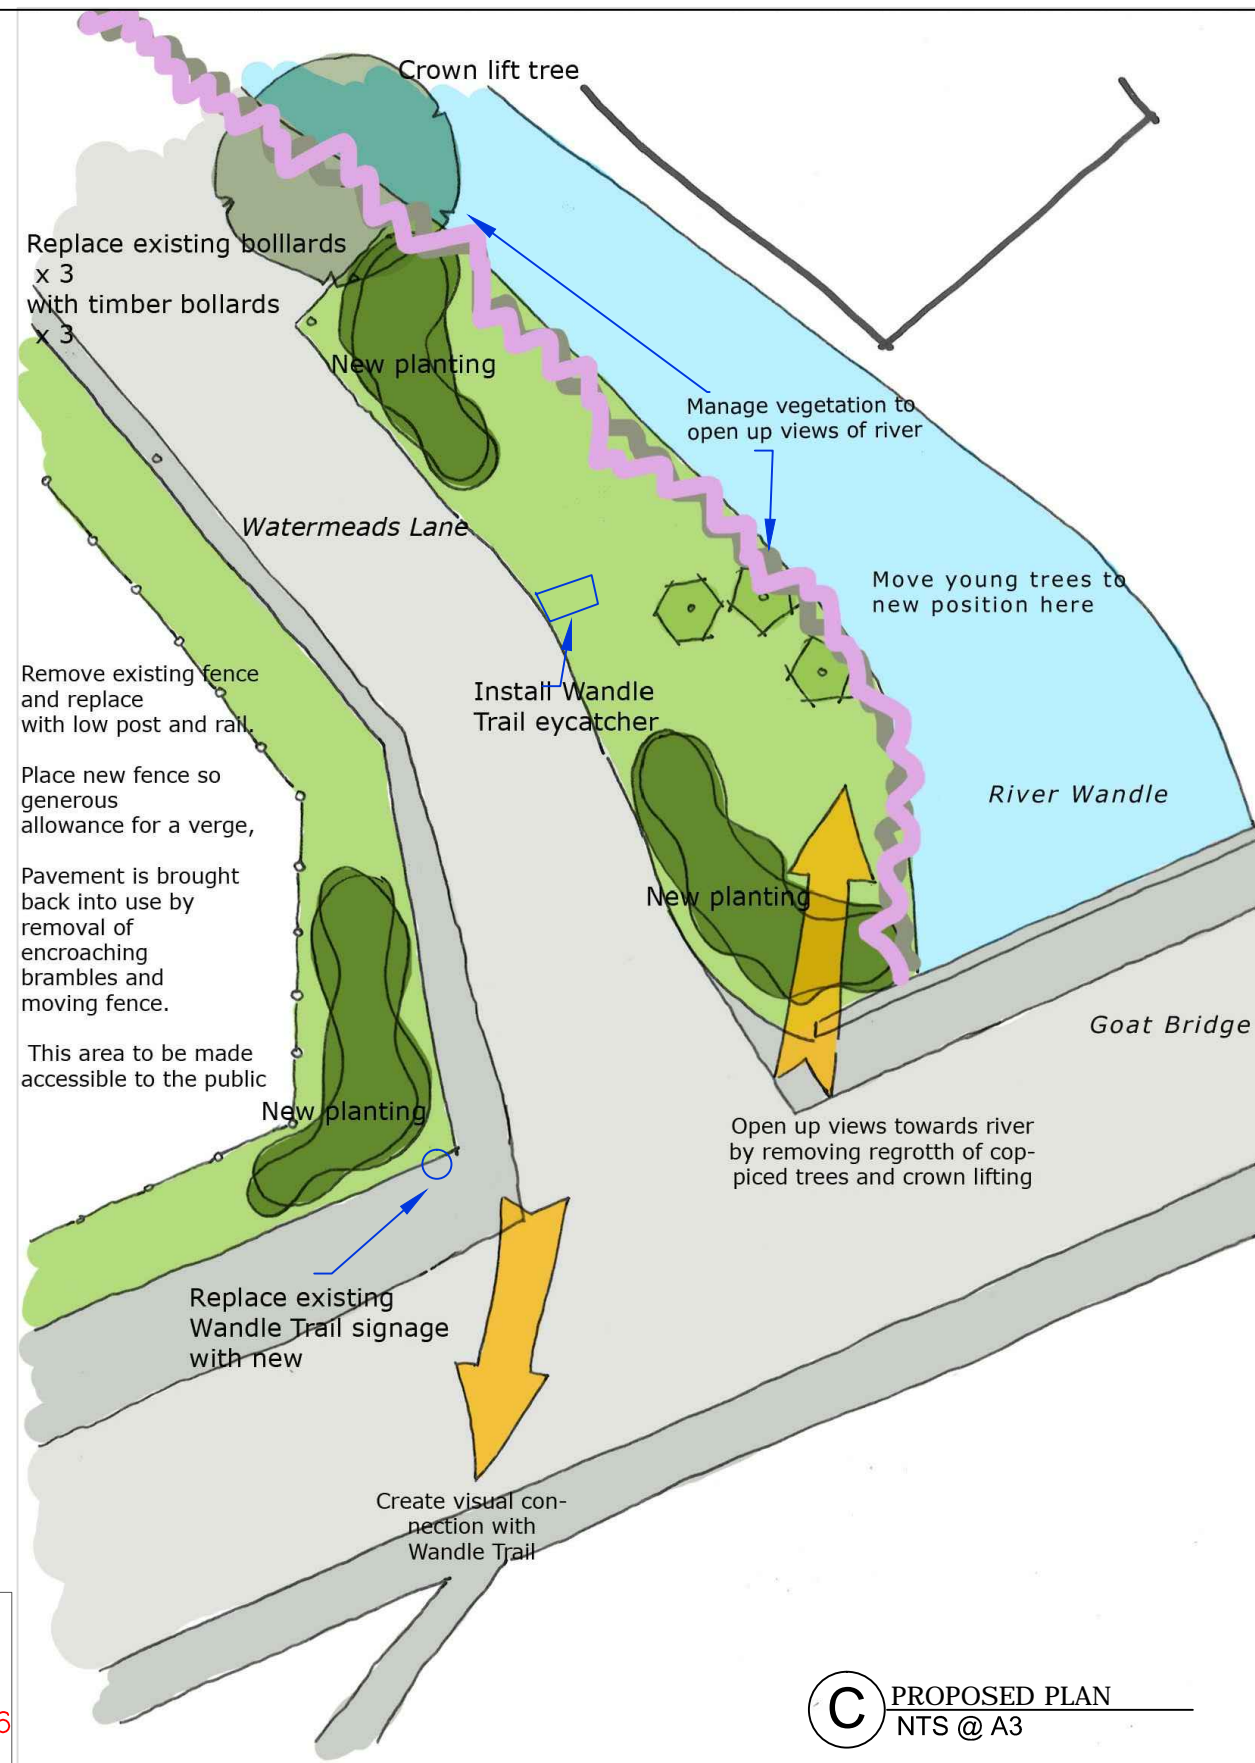 Crown lift tree
Replace existing bolllards
x 3
with timber bollards
x 3
New planting
Manage vegetation to
open up views of river
Watermeads Lane
Move young trees to
new position here
Remove existing fence
and replace
with low post and rail.
Install Wandle
Trail eycatcher
Place new fence so
generous
allowance for a verge,
River Wandle
Pavement is brought
back into use by
removal of
encroaching
brambles and
moving fence.
New planting
Goat Bridge
This area to be made
accessible to the public
New planting
Open up views towards river
by removing regrotth of cop-
piced trees and crown lifting
Replace existing
Wandle Trail signage
with new
Create visual con-
nection with
Wandle Trail
C PROPOSED PLAN
NTS @ A3
6